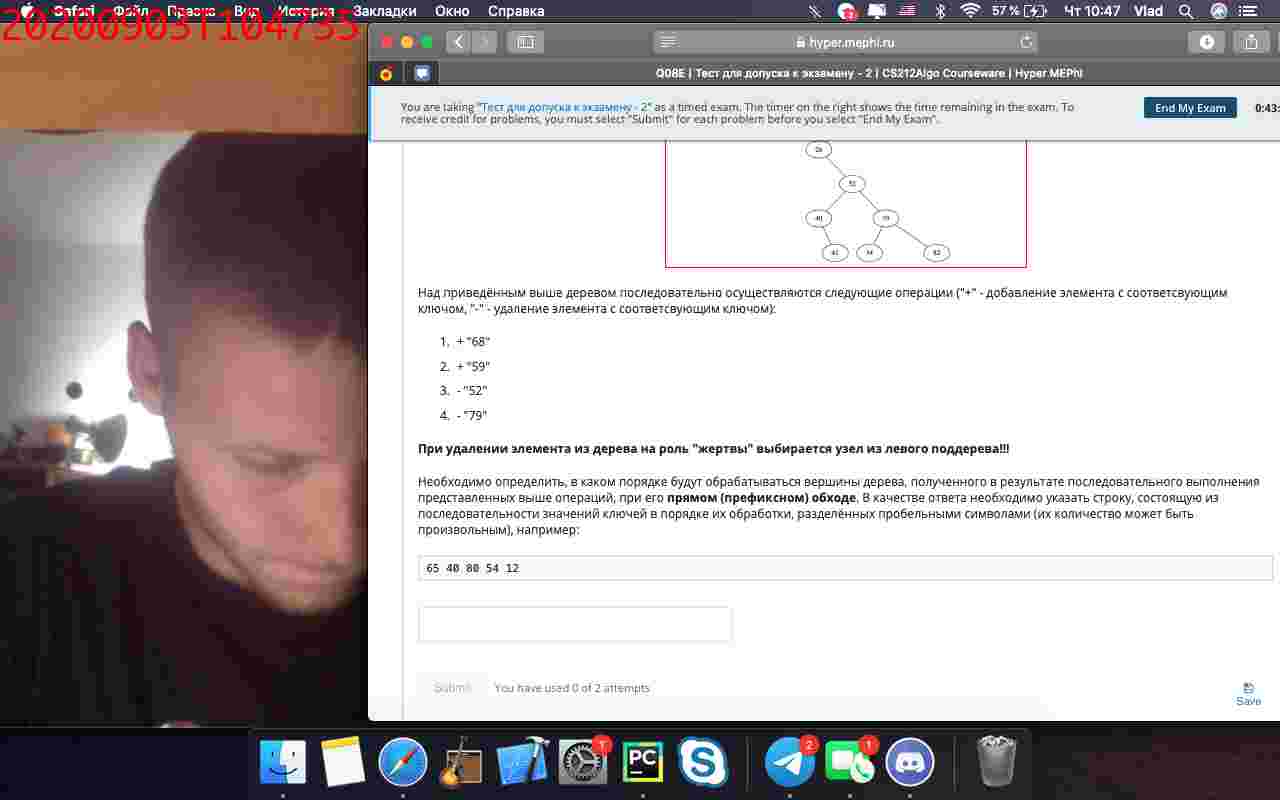 Safari Файл Правка Вид История Закладки Окно Справка 57 % Чт 10:47 Vlad
20200903T104735
hyper.mephi.ru
Q08E | Тест для допуска к экзамену - 2 | CS212Algo Courseware | Hyper.MEPhI
You are taking "Тест для допуска к экзамену - 2" as a timed exam. The timer on the right shows the time remaining in the exam. To
receive credit for problems, you must select "Submit" for each problem before you select "End My Exam".
End My Exam
0:43:
52
40
82
Над приведённым выше деревом последовательно осуществляются следующие операции ("+" - добавление элемента с соответсвующим
ключом, "-" - удаление элемента с соответсвующим ключом):
1. + "68"
2. + "59"
3. - "52"
4. - "79"
При удалении элемента из дерева на роль "жертвы" выбирается узел из левого поддерева!!!
Необходимо определить, в каком порядке будут обрабатываться вершины дерева, полученного в результате последовательного выполнения
представленных выше операций, при его прямом (префиксном) обходе. В качестве ответа необходимо указать строку, состоящую из
последовательности значений ключей в порядке их обработки, разделённых пробельными символами (их количество может быть
произвольным), например:
65 40 80 54 12
Submit
You have used 0 of 2 attempts
Save
PC
2
1